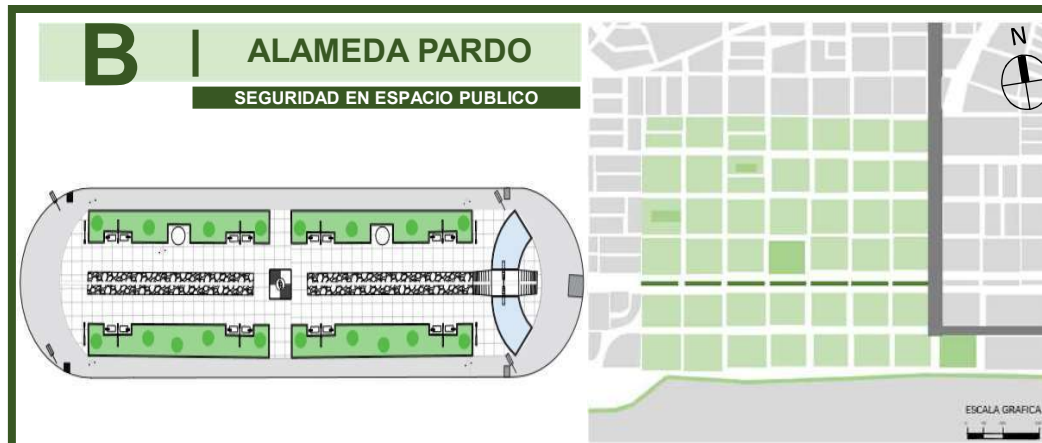 B
ALAMEDA PARDO
SEGURIDAD EN ESPACIO PUBLICO
N
ESCALA GRAFICA